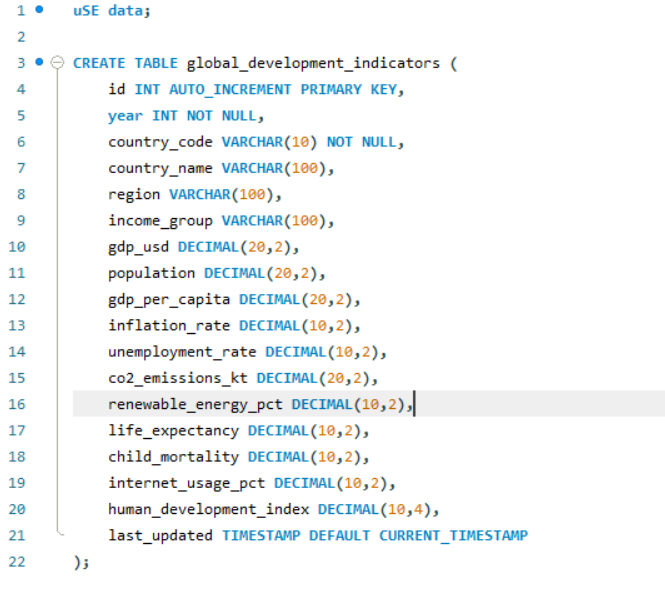 1 uSE data;
2
3 CREATE TABLE global_development_indicators (
4 id INT AUTO_INCREMENT PRIMARY KEY,
5 year INT NOT NULL,
6 country_code VARCHAR(10) NOT NULL,
7 country_name VARCHAR(100),
8 region VARCHAR(100),
9 income_group VARCHAR(100),
10 gdp_usd DECIMAL(20,2),
11 population DECIMAL(20,2),
12 gdp_per_capita DECIMAL(20,2),
13 inflation_rate DECIMAL(10,2),
14 unemployment_rate DECIMAL(10,2),
15 co2_emissions_kt DECIMAL(20,2),
16 renewable_energy_pct DECIMAL(10,2),
17 life_expectancy DECIMAL(10,2),
18 child_mortality DECIMAL(10,2),
19 internet_usage_pct DECIMAL(10,2),
20 human_development_index DECIMAL(10,4),
21 last_updated TIMESTAMP DEFAULT CURRENT_TIMESTAMP
22 );